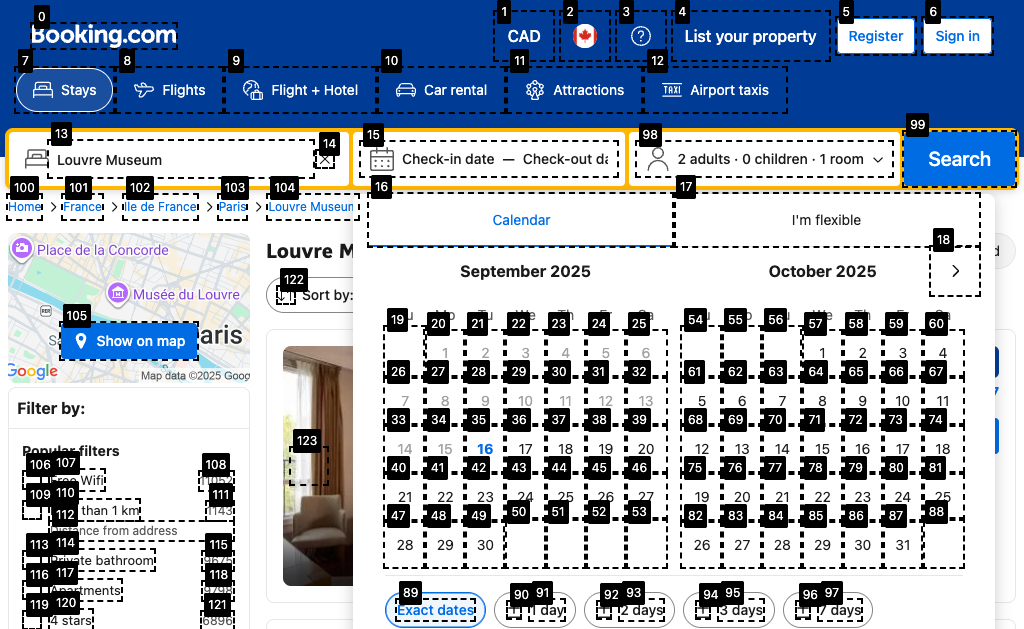 Booking.com
CAD
List your property
Register
Sign in
Stays
Flights
Flight + Hotel
Car rental
Attractions
Airport taxis
Louvre Museum
Check-in date — Check-out da
2 adults · 0 children · 1 room
Search
Home
France
Ile de France
Paris
Louvre Museum
Calendar
I'm flexible
Place de la Concorde
Musée du Louvre
Paris
Show on map
Google
Map data ©2025 Goog
Louvre M
Sort by:
September 2025
1 2 3 4 5 6
7 8 9 10 11 12 13
14 15 16 17 18 19 20
21 22 23 24 25 26 27
28 29 30
October 2025
1 2 3 4
5 6 7 8 9 10 11
12 13 14 15 16 17 18
19 20 21 22 23 24 25
26 27 28 29 30 31
Filter by:
Popular filters
Free Wifi
than 1 km
1143
Distance from address
Private bathroom
9675
Apartments
9798
4 stars
6896
Exact dates
1 day
2 days
3 days
7 days
0
1
2
3
4
5
6
7
8
9
10
11
12
13
14
15
16
17
18
19 20 21 22 23 24 25
26 27 28 29 30 31 32
33 34 35 36 37 38 39
40 41 42 43 44 45 46
47 48 49 50 51 52 53
54 55 56 57 58 59 60
61 62 63 64 65 66 67
68 69 70 71 72 73 74
75 76 77 78 79 80 81
82 83 84 85 86 87 88
89
90 91
92 93
94 95
96 97
98
99
100
101
102
103
104
105
106 107 108
109 110 111
112
113 114 115
116 117 118
119 120 121
122
123